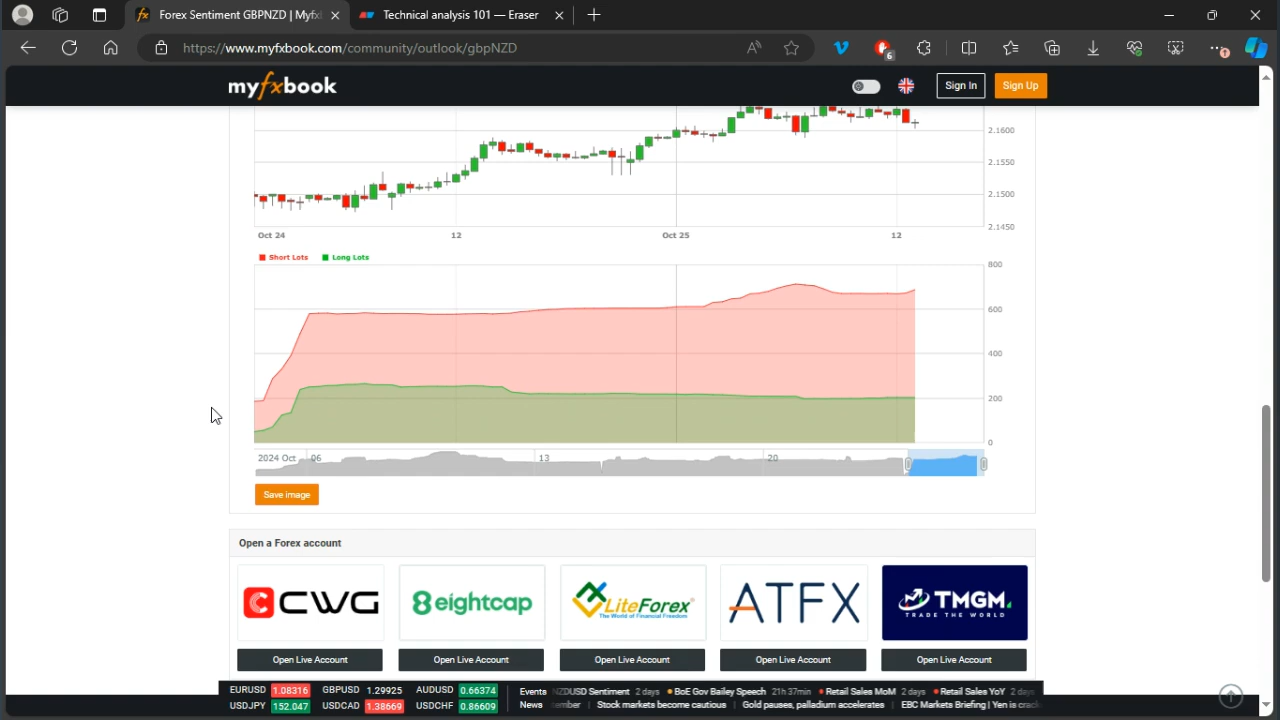 Forex Sentiment GBPNZD | Myfx
Technical analysis 101 — Eraser
https://www.myfxbook.com/community/outlook/gbpNZD
6
myfxbook
Sign In
Sign Up
2.1600
2.1550
2.1500
2.1450
Oct 24
12
Oct 25
12
Short Lots
Long Lots
800
600
400
200
0
2024 Oct
06
13
20
Save image
Open a Forex account
CWG
8eightcap
LiteForex
The World of Financial Freedom
ATFX
TMGM.
TRADE THE WORLD
Open Live Account
Open Live Account
Open Live Account
Open Live Account
Open Live Account
EURUSD 1.08316 GBPUSD 1.29925 AUDUSD 0.66374
USDJPY 152.047 USDCAD 1.38669 USDCHF 0.86609
Events NZDUSD Sentiment 2 days BoE Gov Bailey Speech 21h 37min Retail Sales MoM 2 days Retail Sales YoY 2 days
News Stock markets become cautious | Gold pauses, palladium accelerates | EBC Markets Briefing | Yen is